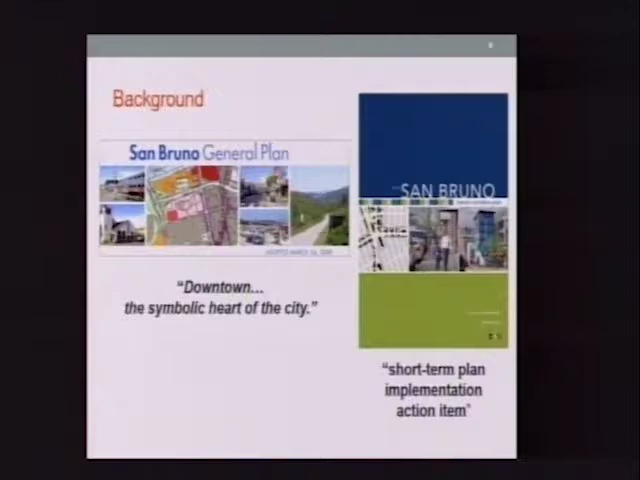 Background
San Bruno General Plan
SAN BRUNO
“Downtown...
the symbolic heart of the city.”
“short-term plan
implementation
action item”